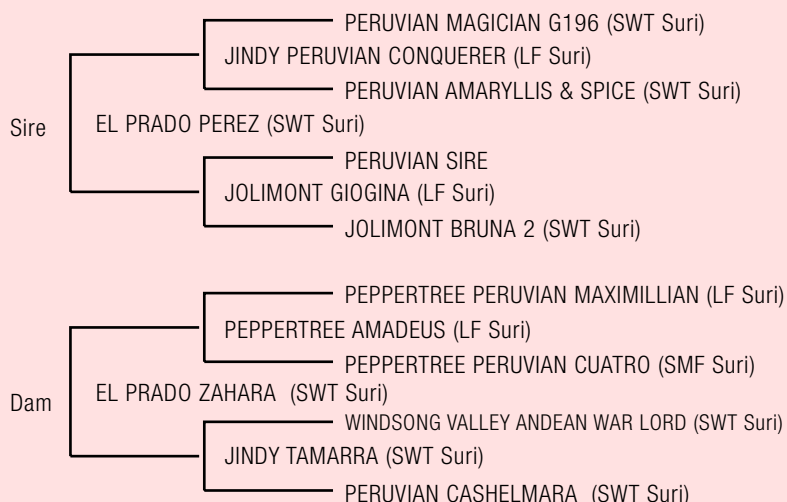 PERUVIAN MAGICIAN G196 (SWT Suri)
JINDY PERUVIAN CONQUERER (LF Suri)
PERUVIAN AMARYLLIS & SPICE (SWT Suri)
Sire
EL PRADO PEREZ (SWT Suri)
PERUVIAN SIRE
JOLIMONT GIOGINA (LF Suri)
JOLIMONT BRUNA 2 (SWT Suri)
PEPPERTREE PERUVIAN MAXIMILLIAN (LF Suri)
PEPPERTREE AMADEUS (LF Suri)
PEPPERTREE PERUVIAN CUATRO (SMF Suri)
Dam
EL PRADO ZAHARA (SWT Suri)
WINDSONG VALLEY ANDEAN WAR LORD (SWT Suri)
JINDY TAMARRA (SWT Suri)
PERUVIAN CASHELMARA (SWT Suri)